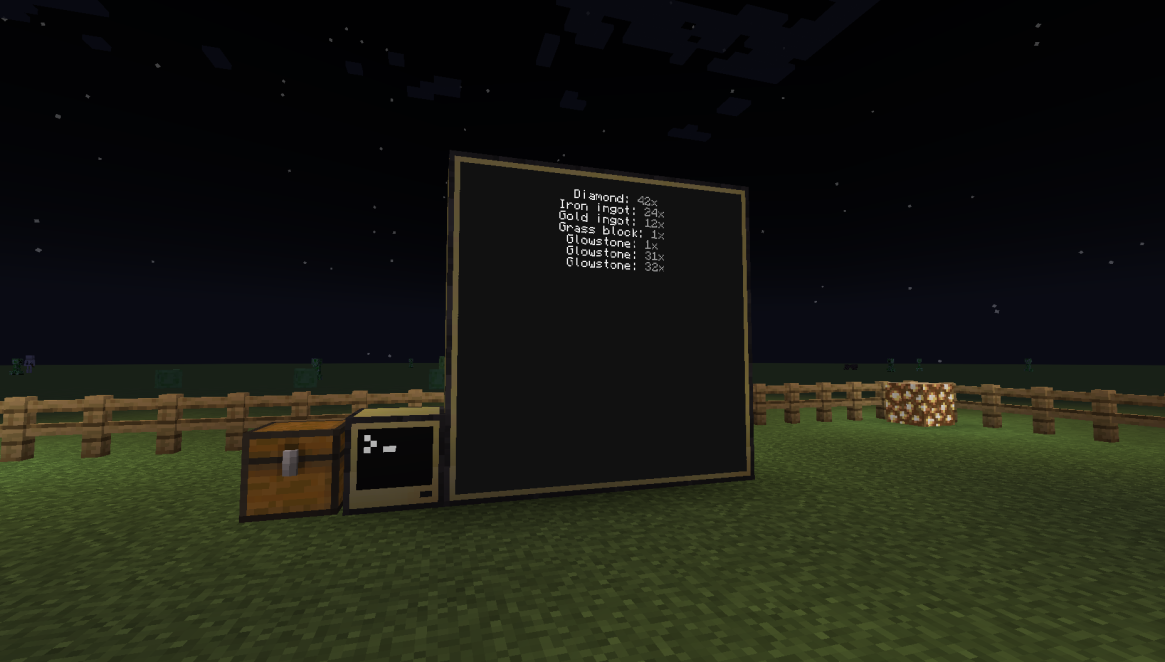 Diamond: 42x
Iron ingot: 24x
Gold ingot: 12x
Grass block: 1x
Glowstone: 1x
Glowstone: 31x
Glowstone: 32x